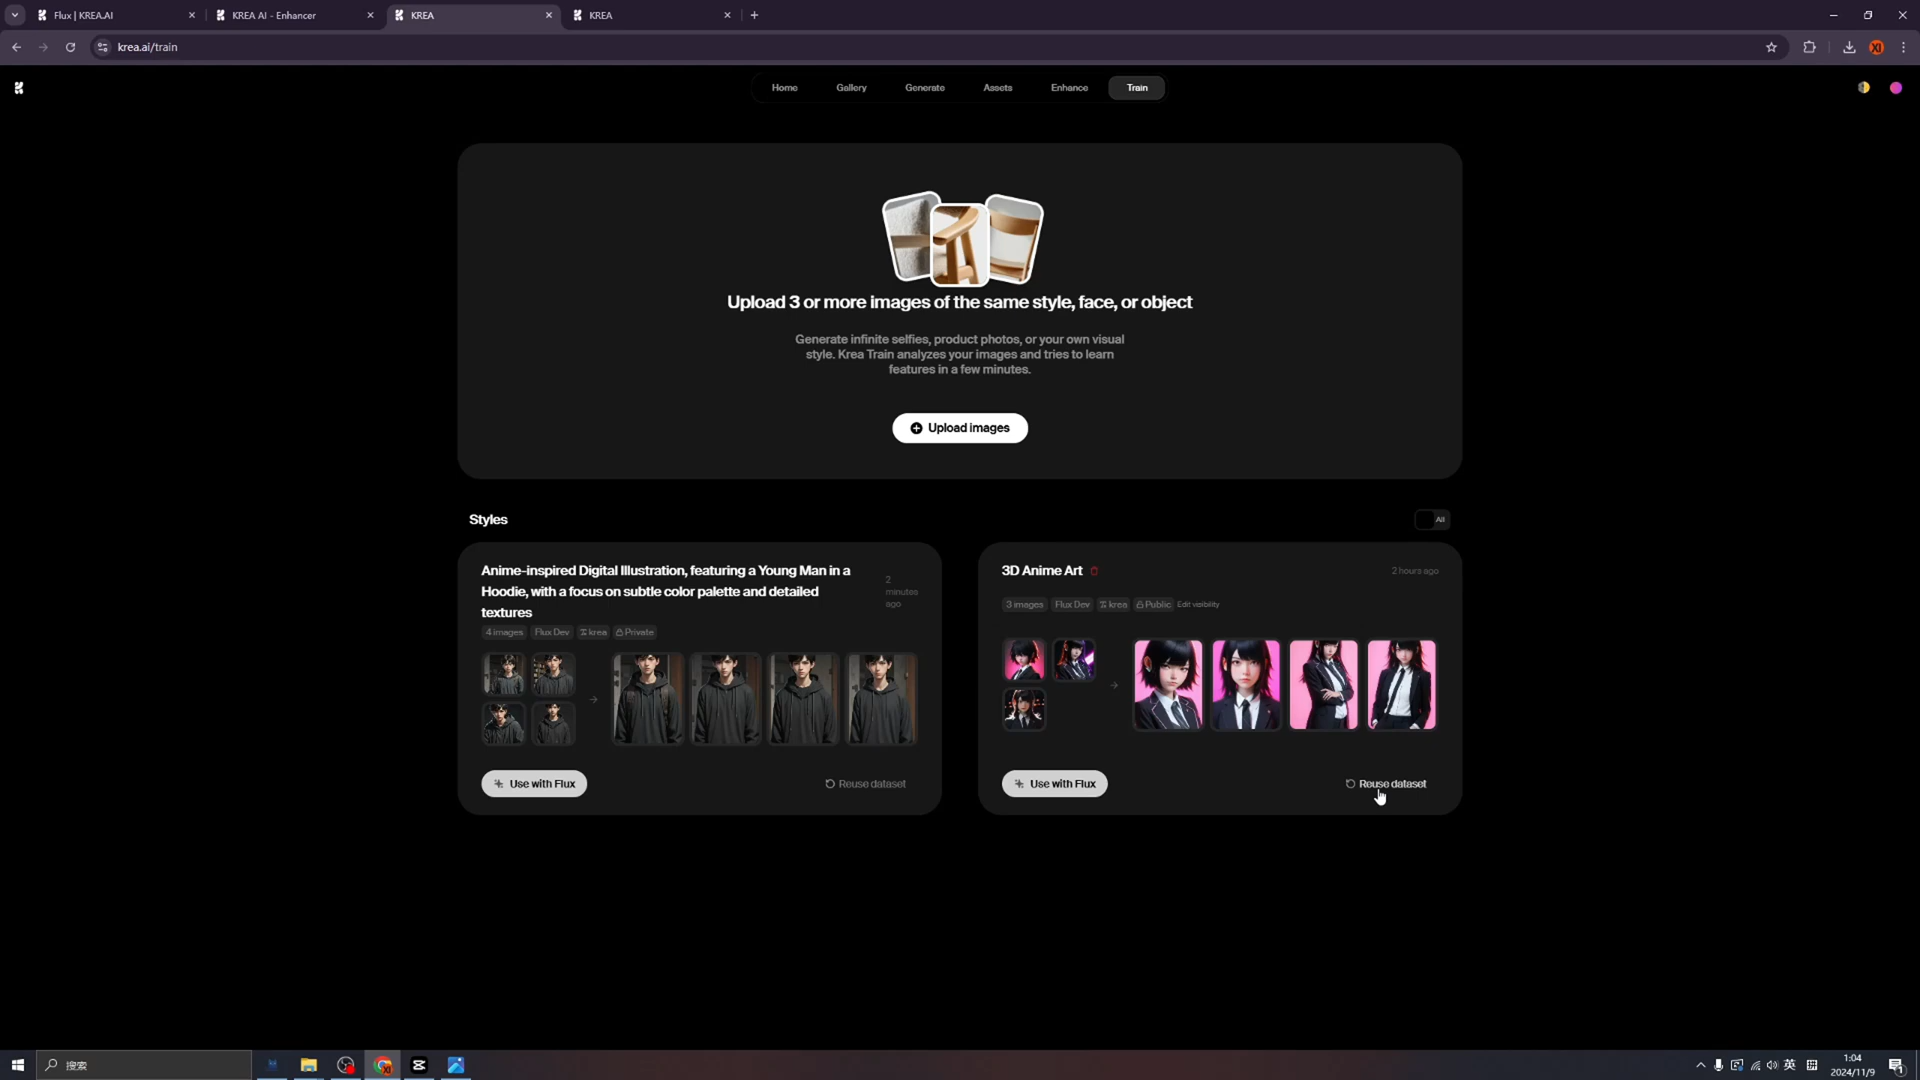 Flux | KREA.AI
KREA AI - Enhancer
KREA
KREA
krea.ai/train
XI
Home
Gallery
Generate
Assets
Enhance
Train
Upload 3 or more images of the same style, face, or object
Generate infinite selfies, product photos, or your own visual
style. Krea Train analyzes your images and tries to learn
features in a few minutes.
Upload images
Styles
All
Anime-inspired Digital Illustration, featuring a Young Man in a
Hoodie, with a focus on subtle color palette and detailed
textures
2
minutes
ago
4 images
Flux Dev
krea
Private
Use with Flux
Reuse dataset
3D Anime Art
2 hours ago
3 images
Flux Dev
krea
Public
Edit visibility
Use with Flux
Reuse dataset
搜索
英
1:04
2024/11/9